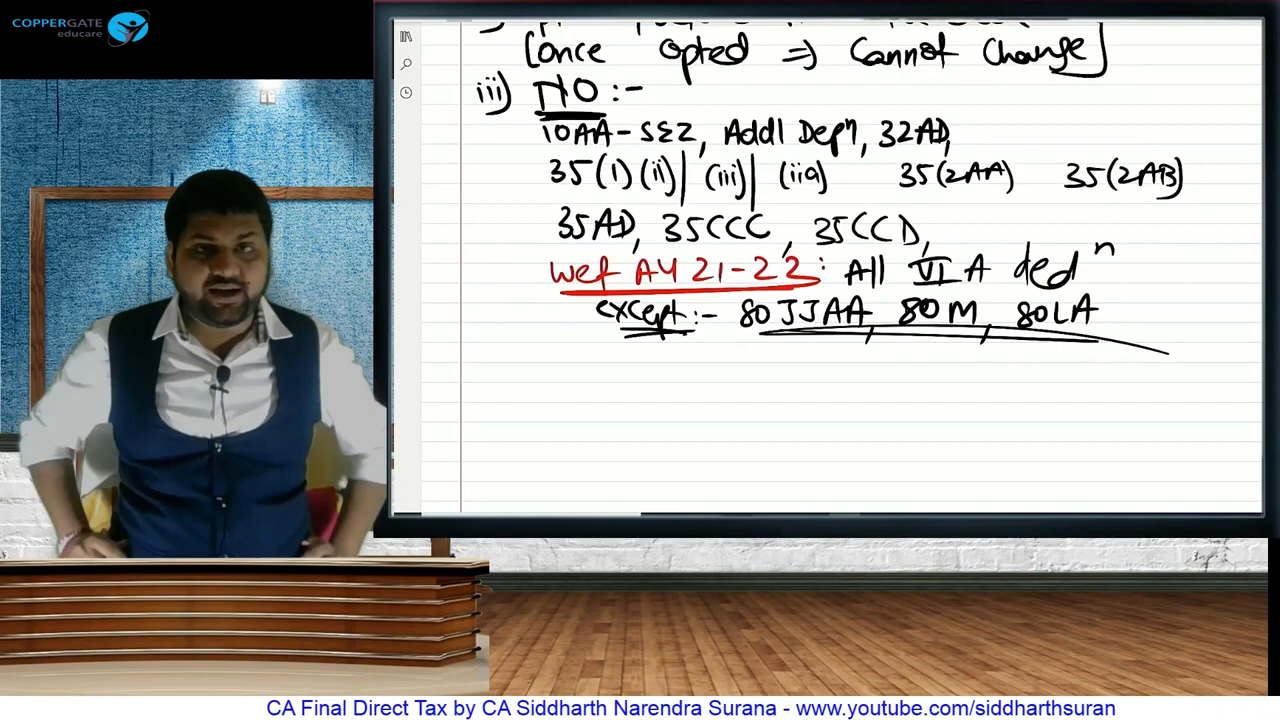 COPPERGATE
educare
[once opted => Cannot Change]
iii) NO :-
10AA - SEZ, Addl Depn, 32AD,
35(1)(ii)| (iii)| (iia) 35(2AA) 35(2AB)
35AD, 35CCC, 35CCD,
wef AY 21-22: All VI A dedn
except:- 80JJAA, 80M, 80LA
CA Final Direct Tax by CA Siddharth Narendra Surana - www.youtube.com/siddharthsuran